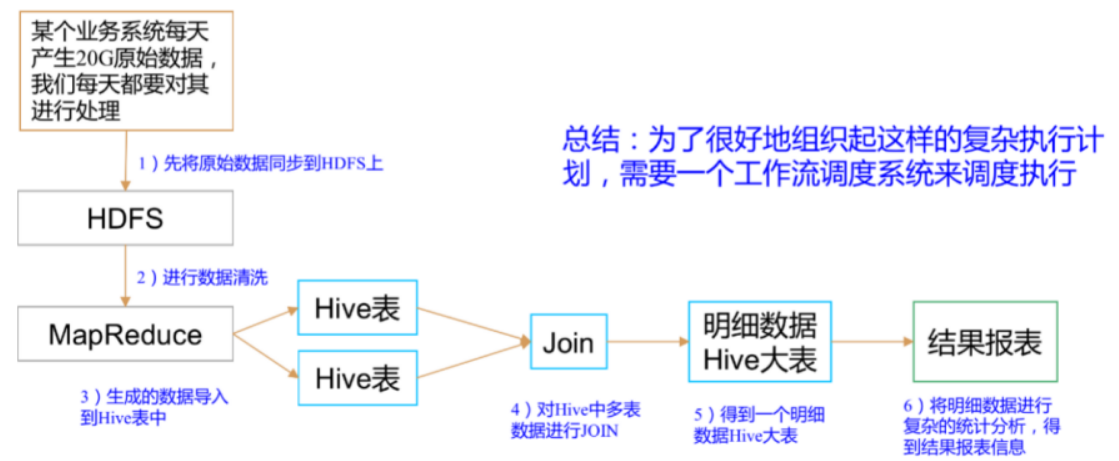 某个业务系统每天
产生20G原始数据，
我们每天都要对其
进行处理
总结：为了很好地组织起这样的复杂执行计
划，需要一个工作流调度系统来调度执行
1）先将原始数据同步到HDFS上
HDFS
2）进行数据清洗
MapReduce
Hive表
Hive表
Join
明细数据
Hive大表
结果报表
3）生成的数据导入
到Hive表中
4）对Hive中多表
数据进行JOIN
5）得到一个明细
数据Hive大表
6）将明细数据进行
复杂的统计分析，得
到结果报表信息